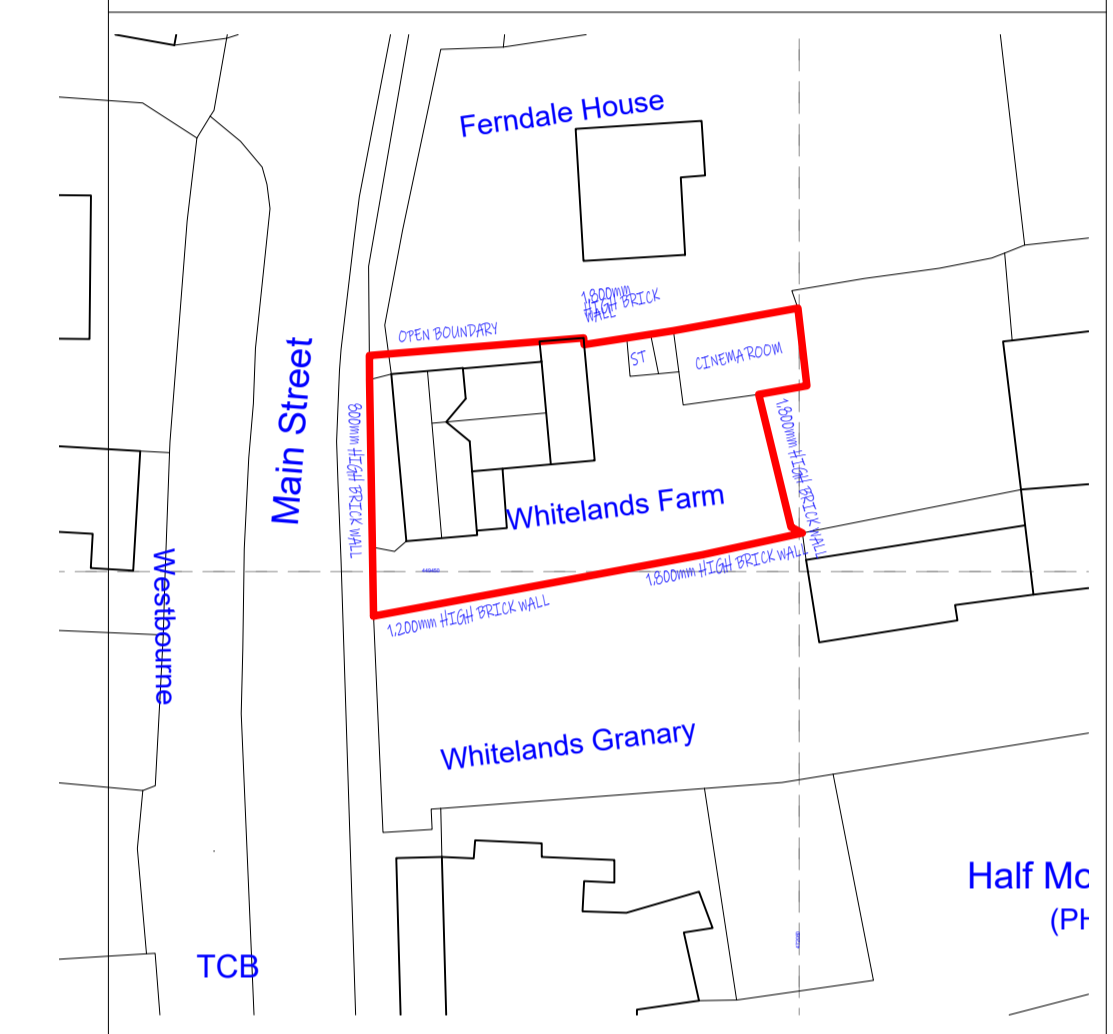 Ferndale House
1,800mm
HIGH BRICK
WALL
OPEN BOUNDARY
ST
CINEMA ROOM
Main Street
800mm HIGH BRICK WALL
1,800mm HIGH BRICK WALL
Whitelands Farm
Westbourne
1,800mm HIGH BRICK WALL
1,200mm HIGH BRICK WALL
Whitelands Granary
Half Mo
(PH
TCB